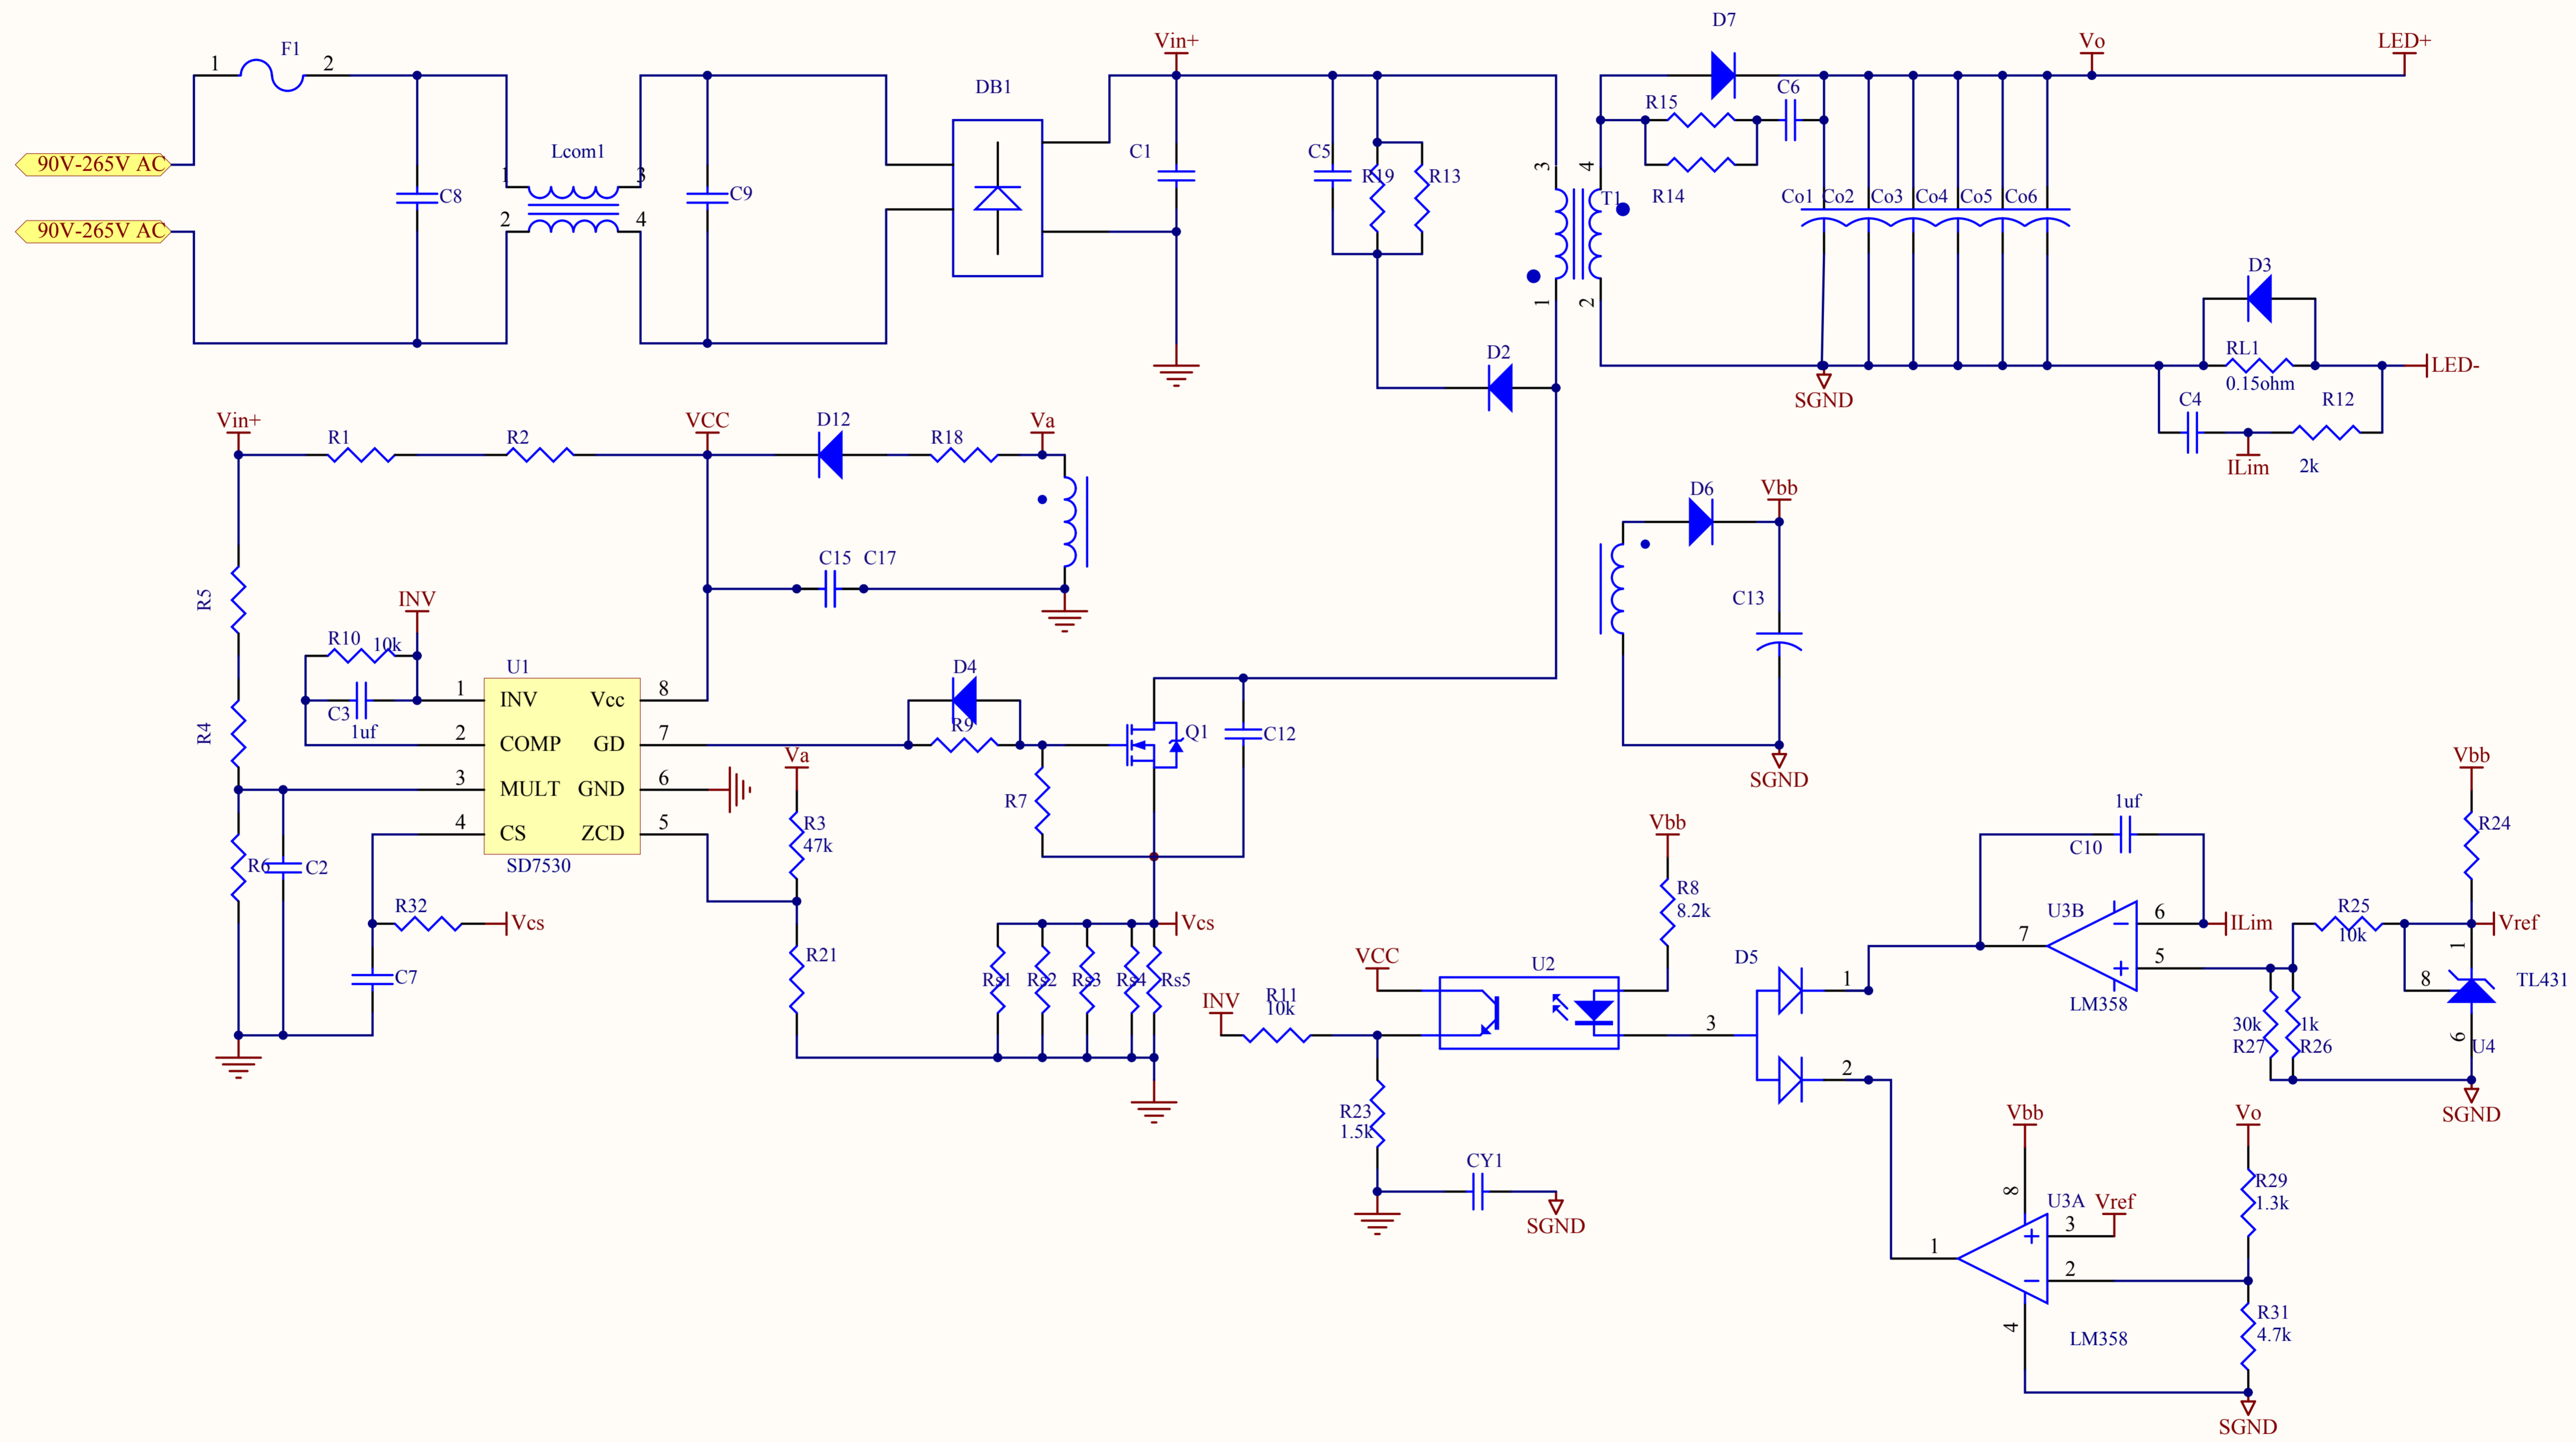 F1
1
2
90V-265V AC
90V-265V AC
C8
Lcom1
1
3
2
4
C9
DB1
Vin+
C1
C5
R19
R13
3
4
T1
1
2
D2
D7
R15
C6
R14
Co1
Co2
Co3
Co4
Co5
Co6
Vo
LED+
SGND
D3
RL1
0.15ohm
LED-
C4
R12
ILim
2k
Vin+
R1
R2
VCC
D12
R18
Va
C15
C17
R5
INV
R10
10k
C3
1uf
R4
U1
1
INV
Vcc
8
2
COMP
GD
7
3
MULT
GND
6
4
CS
ZCD
5
SD7530
R6
C2
R32
Vcs
C7
Va
R3
47k
R21
D4
R9
R7
Q1
C12
Vcs
Rs1
Rs2
Rs3
Rs4
Rs5
D6
Vbb
C13
SGND
Vbb
R8
8.2k
VCC
U2
INV
R11
10k
R23
1.5k
CY1
SGND
D5
3
1
2
1uf
C10
U3B
7
6
5
ILim
LM358
Vbb
R24
R25
10k
Vref
1
8
TL431
6
U4
30k
R27
1k
R26
SGND
Vbb
8
U3A
Vref
3
1
2
4
LM358
Vo
R29
1.3k
R31
4.7k
SGND